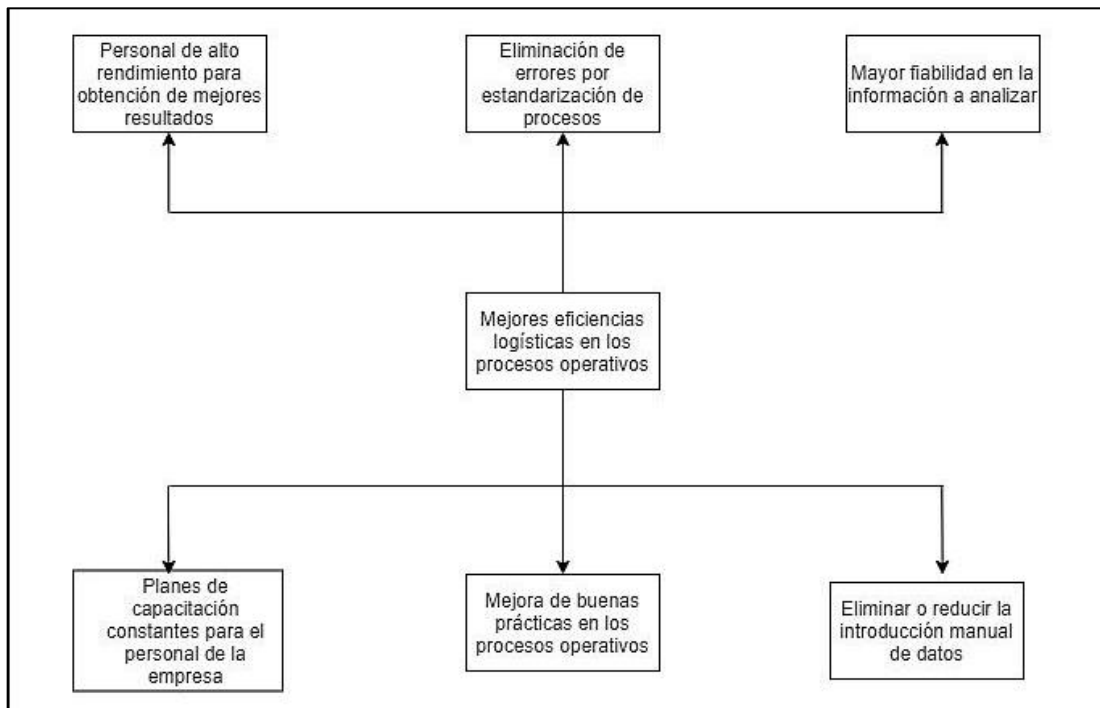 Personal de alto
rendimiento para
obtención de mejores
resultados
Eliminación de
errores por
estandarización de
procesos
Mayor fiabilidad en la
información a analizar
Mejores eficiencias
logísticas en los
procesos operativos
Planes de
capacitación
constantes para el
personal de la
empresa
Mejora de buenas
prácticas en los
procesos operativos
Eliminar o reducir la
introducción manual
de datos